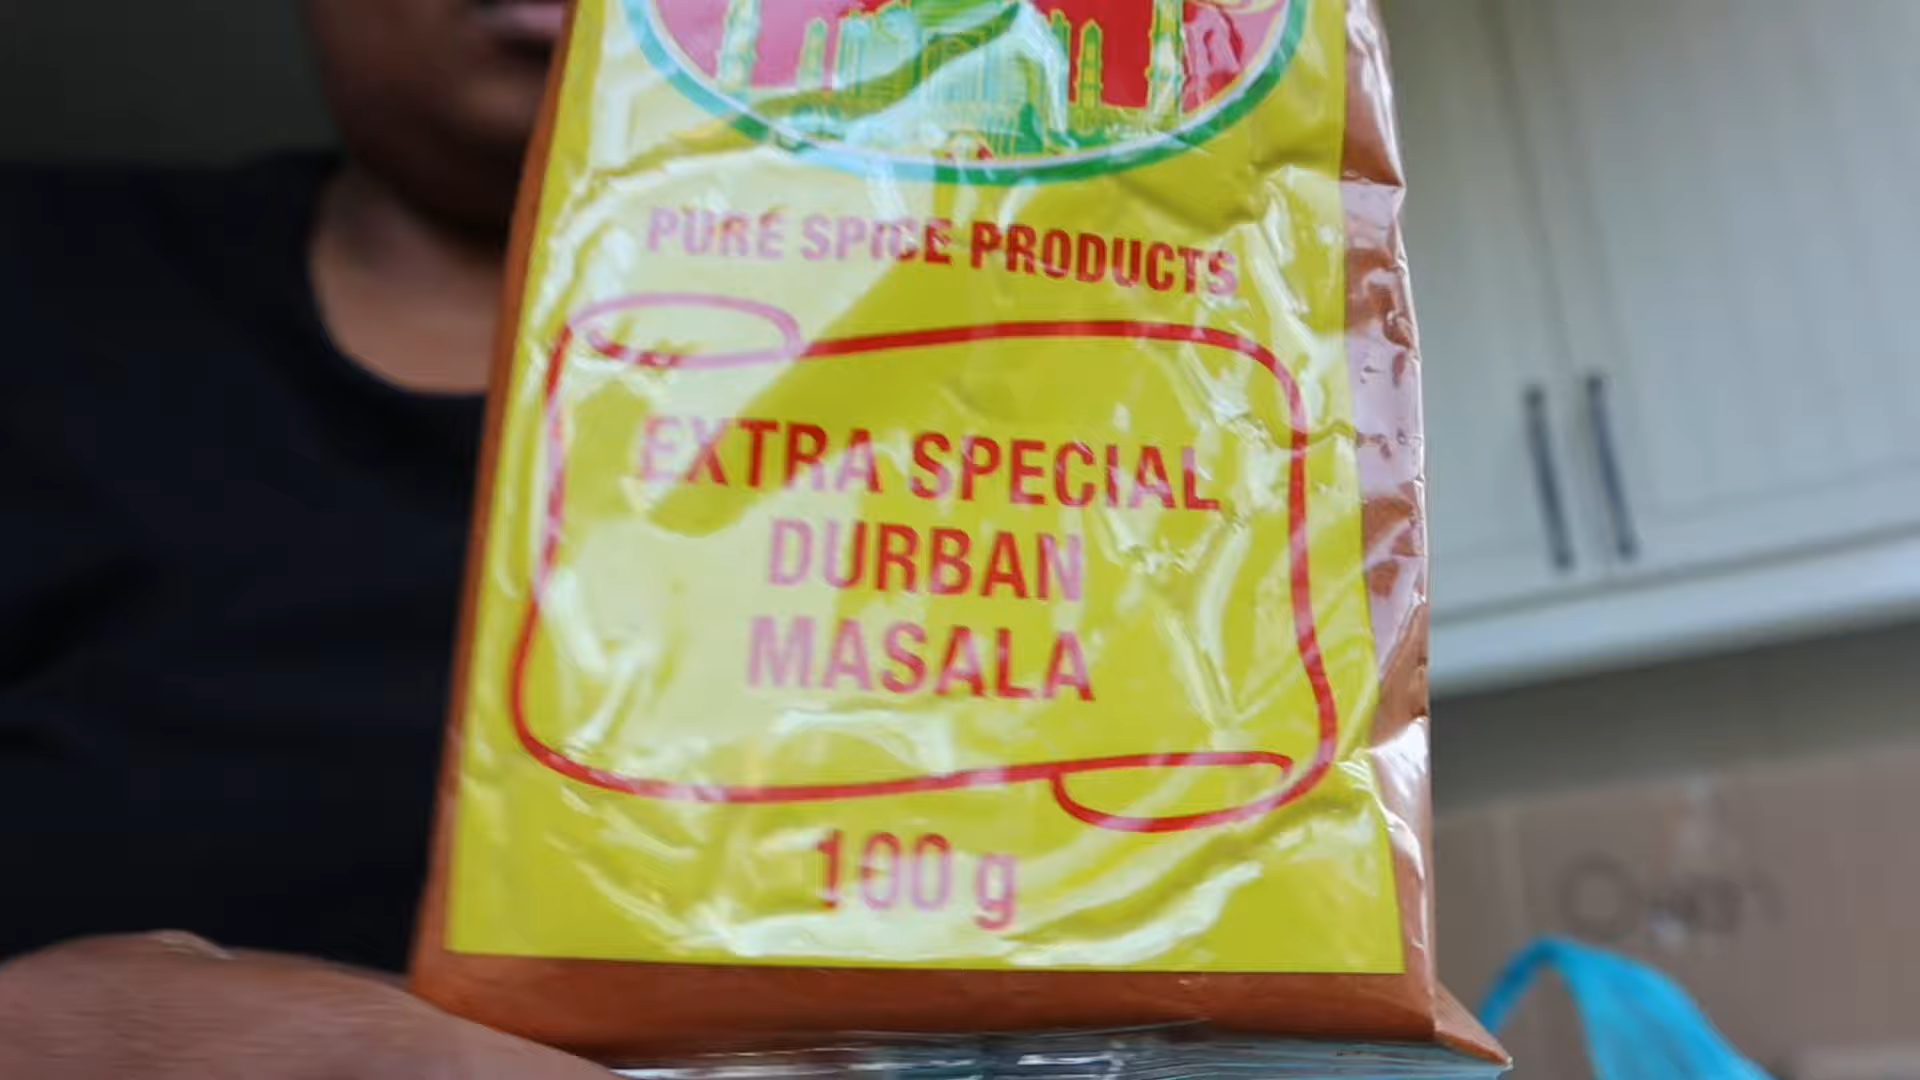 PURE SPICE PRODUCTS
EXTRA SPECIAL
DURBAN
MASALA
100 g